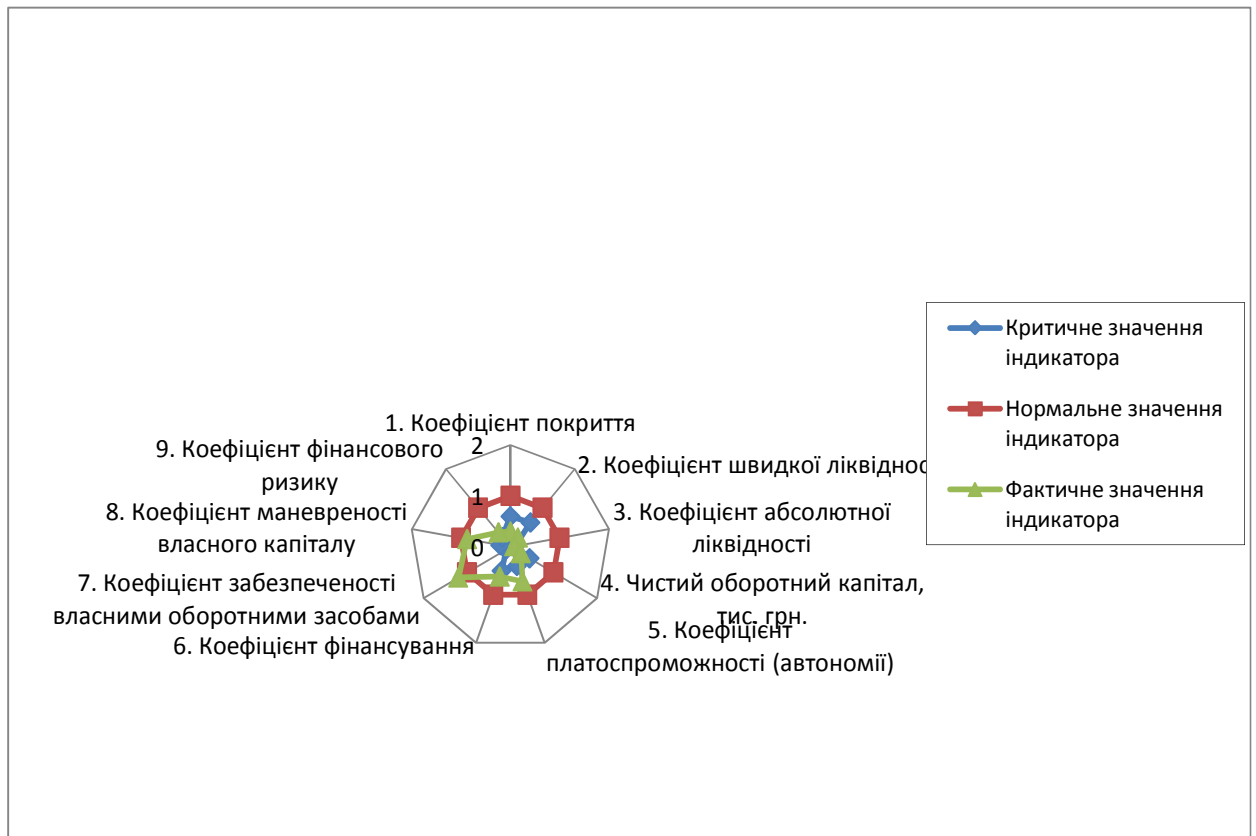 1. Коефіцієнт покриття
2. Коефіцієнт швидкої ліквіднос
3. Коефіцієнт абсолютної
ліквідності
4. Чистий оборотний капітал,
тис. грн.
5. Коефіцієнт
платоспроможності (автономії)
6. Коефіцієнт фінансування
7. Коефіцієнт забезпеченості
власними оборотними засобами
8. Коефіцієнт маневреності
власного капіталу
9. Коефіцієнт фінансового
ризику
2
1
0
Критичне значення
індикатора
Нормальне значення
індикатора
Фактичне значення
індикатора